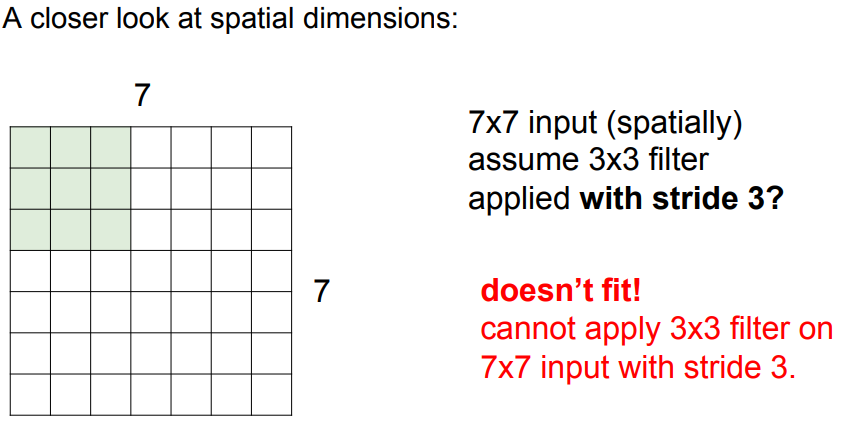 A closer look at spatial dimensions:
7
7x7 input (spatially)
assume 3x3 filter
applied with stride 3?
7
doesn’t fit!
cannot apply 3x3 filter on
7x7 input with stride 3.